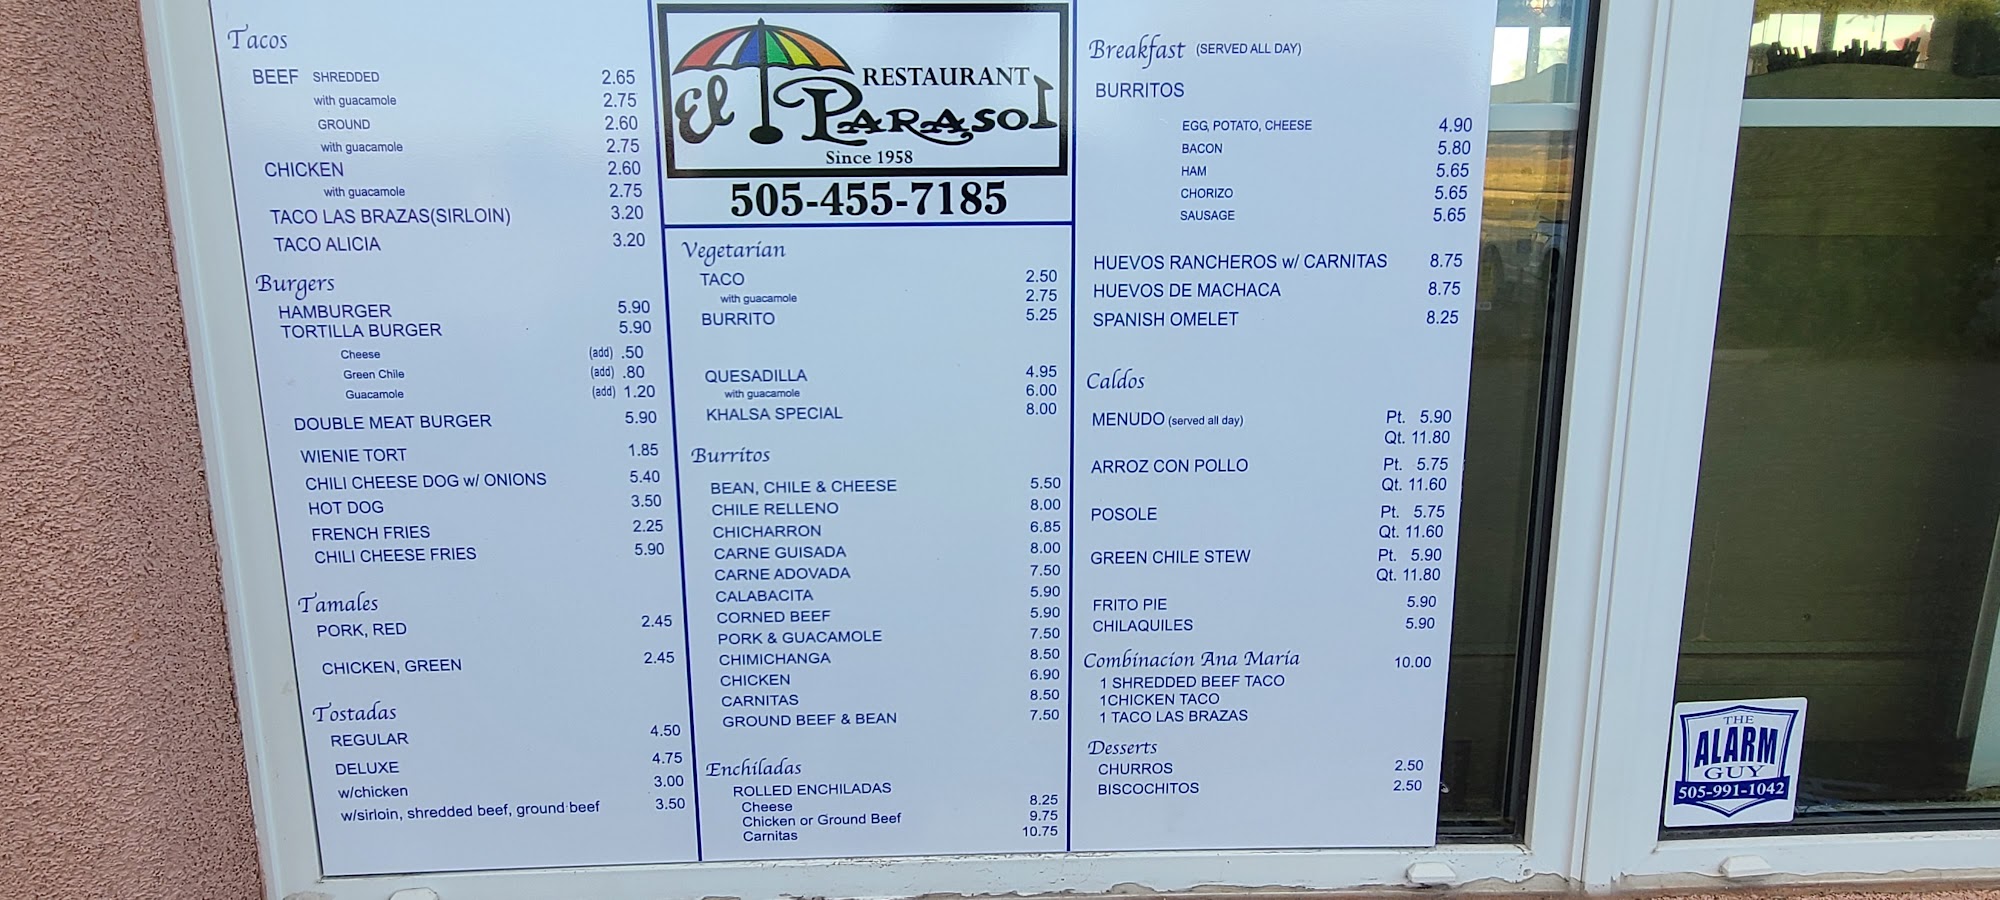 Tacos
BEEF SHREDDED 2.65
with guacamole 2.75
GROUND 2.60
with guacamole 2.75
CHICKEN 2.60
with guacamole 2.75
TACO LAS BRAZAS(SIRLOIN) 3.20
TACO ALICIA 3.20
Burgers
HAMBURGER 5.90
TORTILLA BURGER 5.90
Cheese (add) .50
Green Chile (add) .80
Guacamole (add) 1.20
DOUBLE MEAT BURGER 5.90
WIENIE TORT 1.85
CHILI CHEESE DOG w/ ONIONS 5.40
HOT DOG 3.50
FRENCH FRIES 2.25
CHILI CHEESE FRIES 5.90
Tamales
PORK, RED 2.45
CHICKEN, GREEN 2.45
Tostadas
REGULAR 4.50
DELUXE 4.75
w/chicken 3.00
w/sirloin, shredded beef, ground beef 3.50
El Parasol
RESTAURANT
Since 1958
505-455-7185
Vegetarian
TACO 2.50
with guacamole 2.75
BURRITO 5.25
QUESADILLA 4.95
with guacamole 6.00
KHALSA SPECIAL 8.00
Burritos
BEAN, CHILE & CHEESE 5.50
CHILE RELLENO 8.00
CHICHARRON 6.85
CARNE GUISADA 8.00
CARNE ADOVADA 7.50
CALABACITA 5.90
CORNED BEEF 5.90
PORK & GUACAMOLE 7.50
CHIMICHANGA 8.50
CHICKEN 6.90
CARNITAS 8.50
GROUND BEEF & BEAN 7.50
Enchiladas
ROLLED ENCHILADAS
Cheese 8.25
Chicken or Ground Beef 9.75
Carnitas 10.75
Breakfast (SERVED ALL DAY)
BURRITOS
EGG, POTATO, CHEESE 4.90
BACON 5.80
HAM 5.65
CHORIZO 5.65
SAUSAGE 5.65
HUEVOS RANCHEROS w/ CARNITAS 8.75
HUEVOS DE MACHACA 8.75
SPANISH OMELET 8.25
Caldos
MENUDO (served all day) Pt. 5.90
Qt. 11.80
ARROZ CON POLLO Pt. 5.75
Qt. 11.60
POSOLE Pt. 5.75
Qt. 11.60
GREEN CHILE STEW Pt. 5.90
Qt. 11.80
FRITO PIE 5.90
CHILAQUILES 5.90
Combinacion Ana Maria 10.00
1 SHREDDED BEEF TACO
1CHICKEN TACO
1 TACO LAS BRAZAS
Desserts
CHURROS 2.50
BISCOCHITOS 2.50
THE
ALARM
GUY
505-991-1042